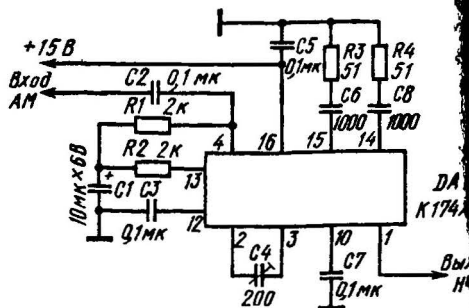 +15 В
Вход
АМ
C2
0,1 мк
R1
2к
R2
2к
10мк×6В
+
C1
C3
0,1мк
C5
0,1мк
R3
51
R4
51
C6
1000
C8
1000
4
16
15
14
13
12
2
3
10
1
C4
200
C7
0,1мк
DA
К174